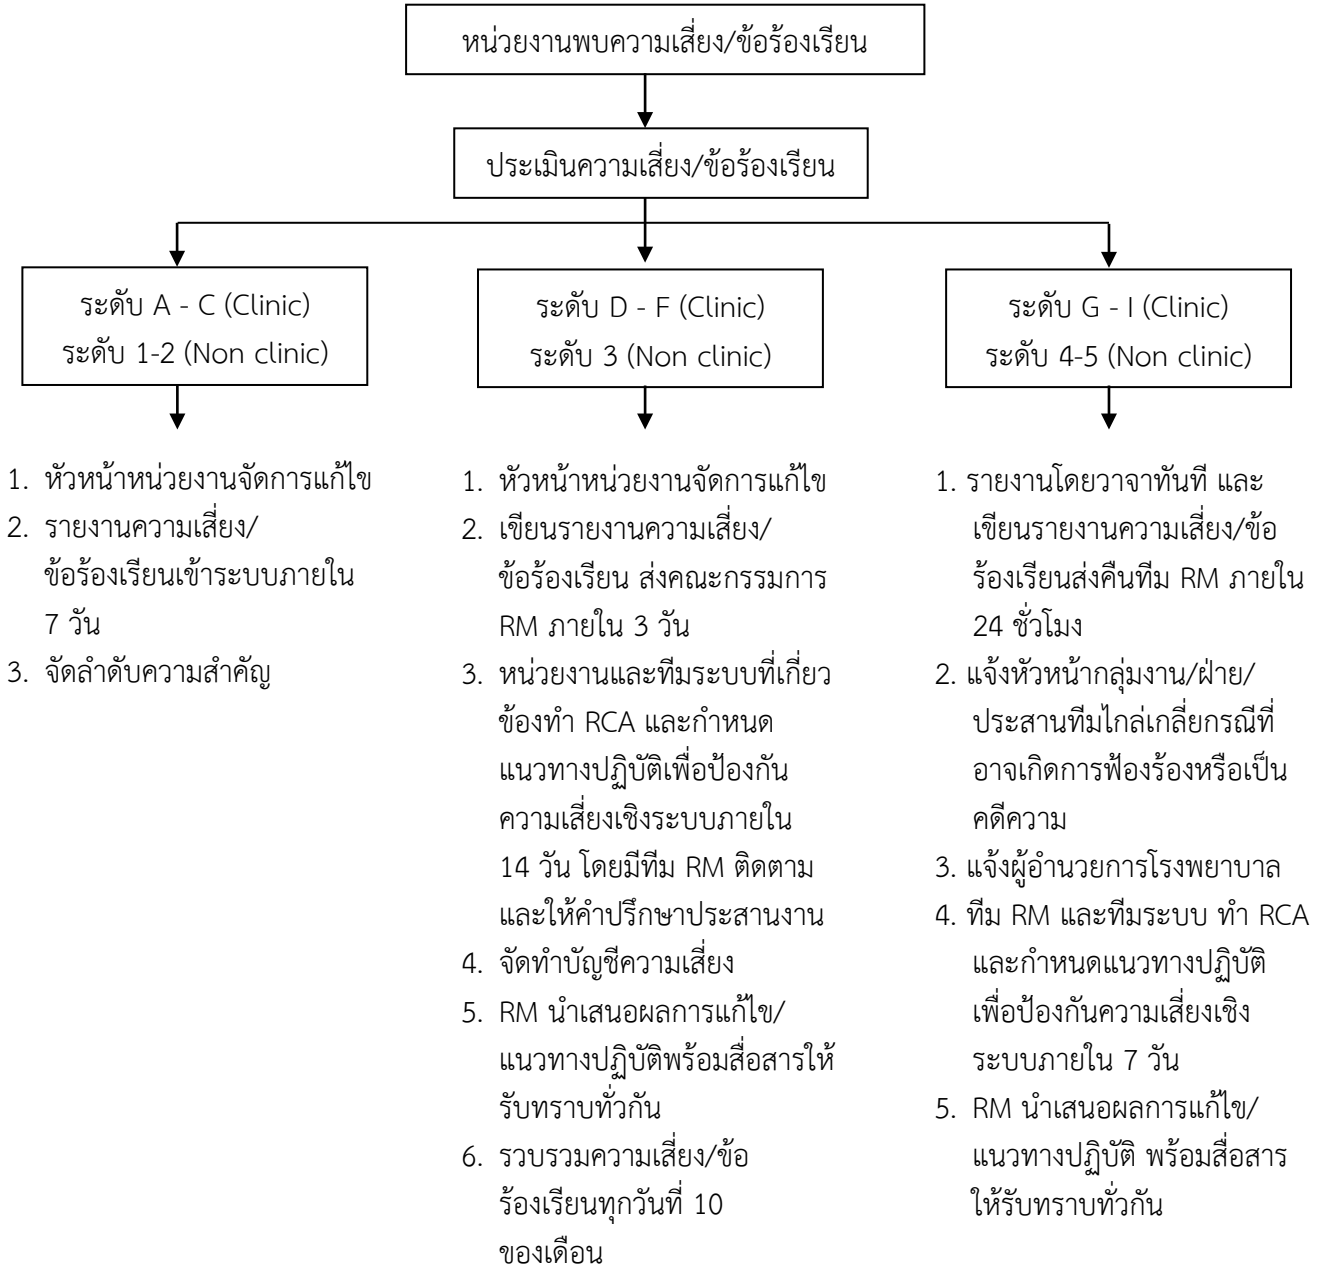 หน่วยงานพบความเสี่ยง/ข้อร้องเรียน
ประเมินความเสี่ยง/ข้อร้องเรียน
ระดับ A - C (Clinic)
ระดับ 1-2 (Non clinic)
ระดับ D - F (Clinic)
ระดับ 3 (Non clinic)
ระดับ G - I (Clinic)
ระดับ 4-5 (Non clinic)
1. หัวหน้าหน่วยงานจัดการแก้ไข
2. รายงานความเสี่ยง/
ข้อร้องเรียนเข้าระบบภายใน
7 วัน
3. จัดลำดับความสำคัญ
1. หัวหน้าหน่วยงานจัดการแก้ไข
2. เขียนรายงานความเสี่ยง/
ข้อร้องเรียน ส่งคณะกรรมการ
RM ภายใน 3 วัน
3. หน่วยงานและทีมระบบที่เกี่ยว
ข้องทำ RCA และกำหนด
แนวทางปฏิบัติเพื่อป้องกัน
ความเสี่ยงเชิงระบบภายใน
14 วัน โดยมีทีม RM ติดตาม
และให้คำปรึกษาประสานงาน
4. จัดทำบัญชีความเสี่ยง
5. RM นำเสนอผลการแก้ไข/
แนวทางปฏิบัติพร้อมสื่อสารให้
รับทราบทั่วกัน
6. รวบรวมความเสี่ยง/ข้อ
ร้องเรียนทุกวันที่ 10
ของเดือน
1. รายงานโดยวาจาทันที และ
เขียนรายงานความเสี่ยง/ข้อ
ร้องเรียนส่งคืนทีม RM ภายใน
24 ชั่วโมง
2. แจ้งหัวหน้ากลุ่มงาน/ฝ่าย/
ประสานทีมไกล่เกลี่ยกรณีที่
อาจเกิดการฟ้องร้องหรือเป็น
คดีความ
3. แจ้งผู้อำนวยการโรงพยาบาล
4. ทีม RM และทีมระบบ ทำ RCA
และกำหนดแนวทางปฏิบัติ
เพื่อป้องกันความเสี่ยงเชิง
ระบบภายใน 7 วัน
5. RM นำเสนอผลการแก้ไข/
แนวทางปฏิบัติ พร้อมสื่อสาร
ให้รับทราบทั่วกัน